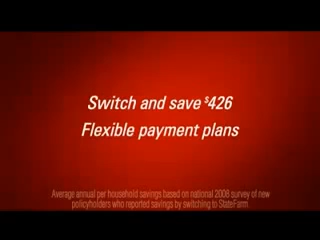 Switch and save $426
Flexible payment plans
Average annual per household savings based on national 2008 survey of new
policyholders who reported savings by switching to State Farm.